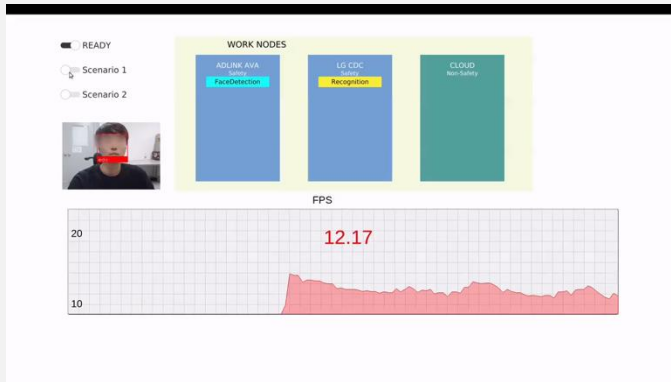 READY
Scenario 1
Scenario 2
WORK NODES
ADLINK AVA
Safety
FaceDetection
LG CDC
Safety
Recognition
CLOUD
Non-Safety
FPS
20
12.17
10